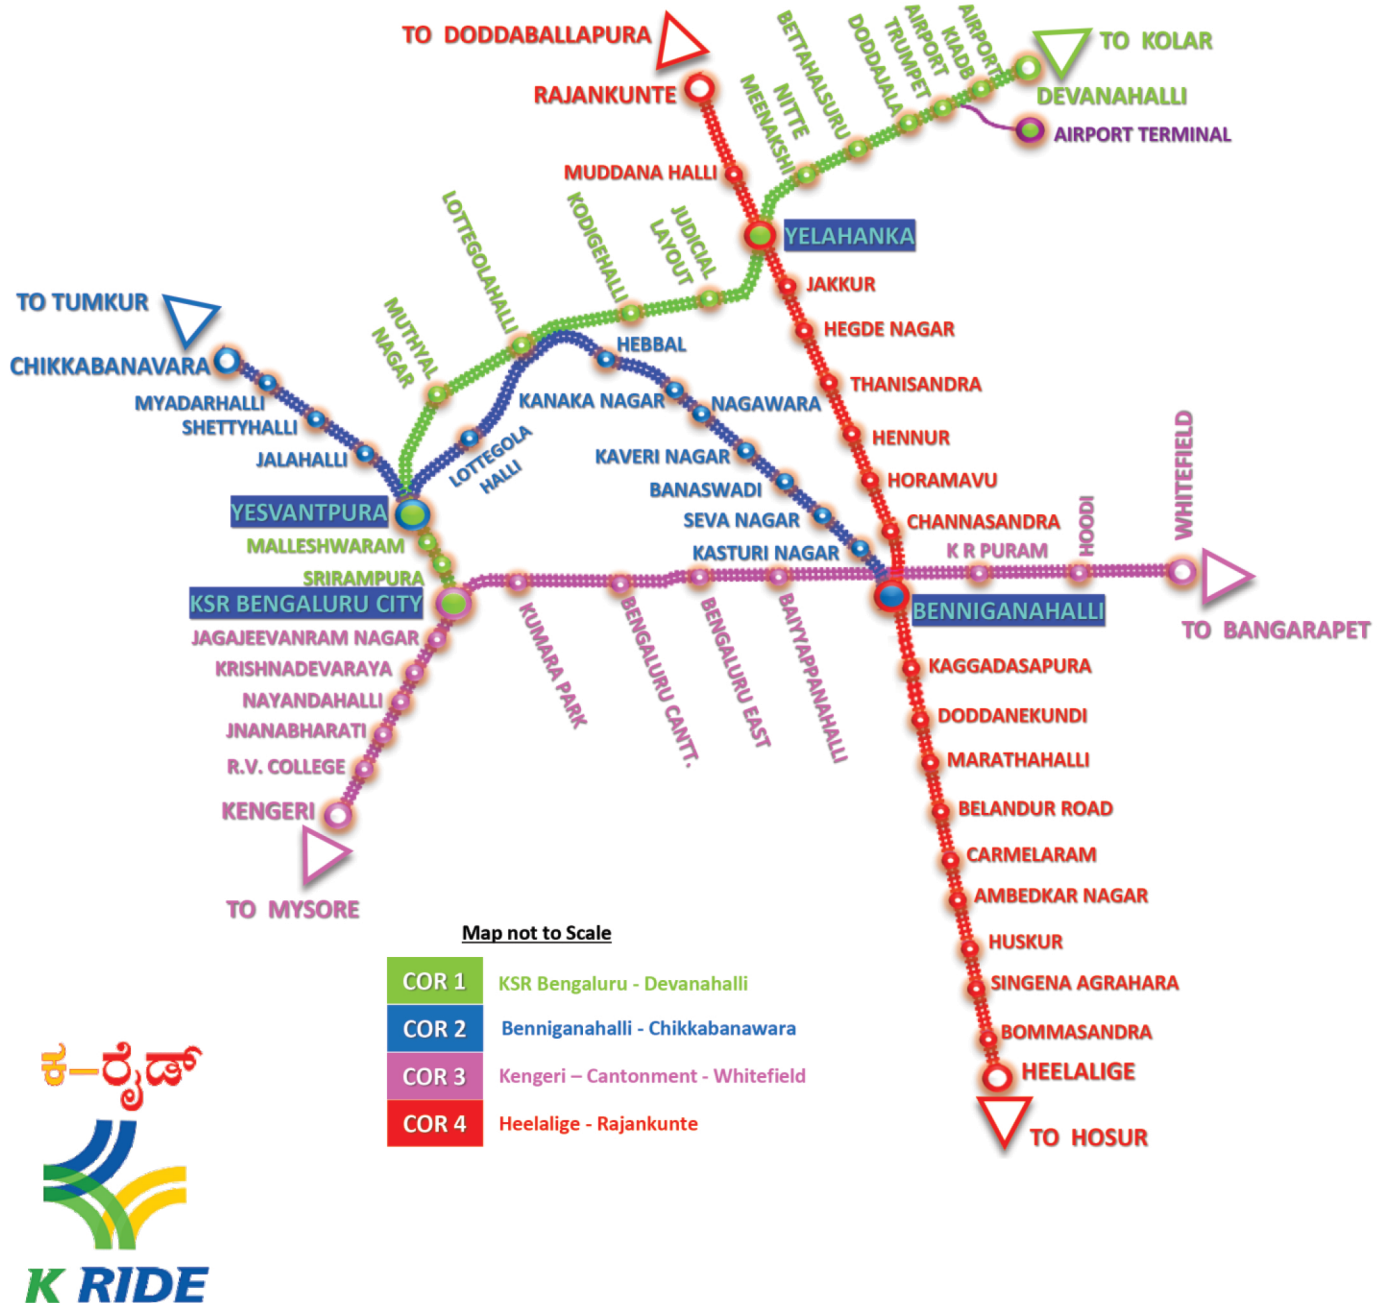 TO DODDABALLAPURA
RAJANKUNTE
MUDDANA HALLI
TO KOLAR
DEVANAHALLI
AIRPORT TERMINAL
AIRPORT
KIADB
AIRPORT
TRUMPET
DODDAJALA
BETTAHALSURU
NITTE
MEENAKSHI
YELAHANKA
JUDICIAL
LAYOUT
KODIGEHALLI
LOTTEGOLAHALLI
MUTHYAL
NAGAR
TO TUMKUR
CHIKKABANAVARA
MYADARHALLI
SHETTYHALLI
JALAHALLI
YESVANTPURA
MALLESHWARAM
SRIRAMPURA
KSR BENGALURU CITY
JAGAJEEVANRAM NAGAR
KRISHNADEVARAYA
NAYANDAHALLI
JNANABHARATI
R.V. COLLEGE
KENGERI
TO MYSORE
LOTTEGOLA
HALLI
HEBBAL
KANAKA NAGAR
NAGAWARA
KAVERI NAGAR
BANASWADI
SEVA NAGAR
KASTURI NAGAR
JAKKUR
HEGDE NAGAR
THANISANDRA
HENNUR
HORAMAVU
CHANNASANDRA
K R PURAM
HOODI
WHITEFIELD
TO BANGARAPET
BENNIGANAHALLI
KUMARA PARK
BENGALURU CANTT.
BENGALURU EAST
BAIYYAPPANAHALLI
KAGGADASAPURA
DODDANEKUNDI
MARATHAHALLI
BELANDUR ROAD
CARMELARAM
AMBEDKAR NAGAR
HUSKUR
SINGENA AGRAHARA
BOMMASANDRA
HEELALIGE
TO HOSUR
Map not to Scale
COR 1 KSR Bengaluru - Devanahalli
COR 2 Benniganahalli - Chikkabanawara
COR 3 Kengeri – Cantonment - Whitefield
COR 4 Heelalige - Rajankunte
ಕ–ರೈಡ್
K RIDE